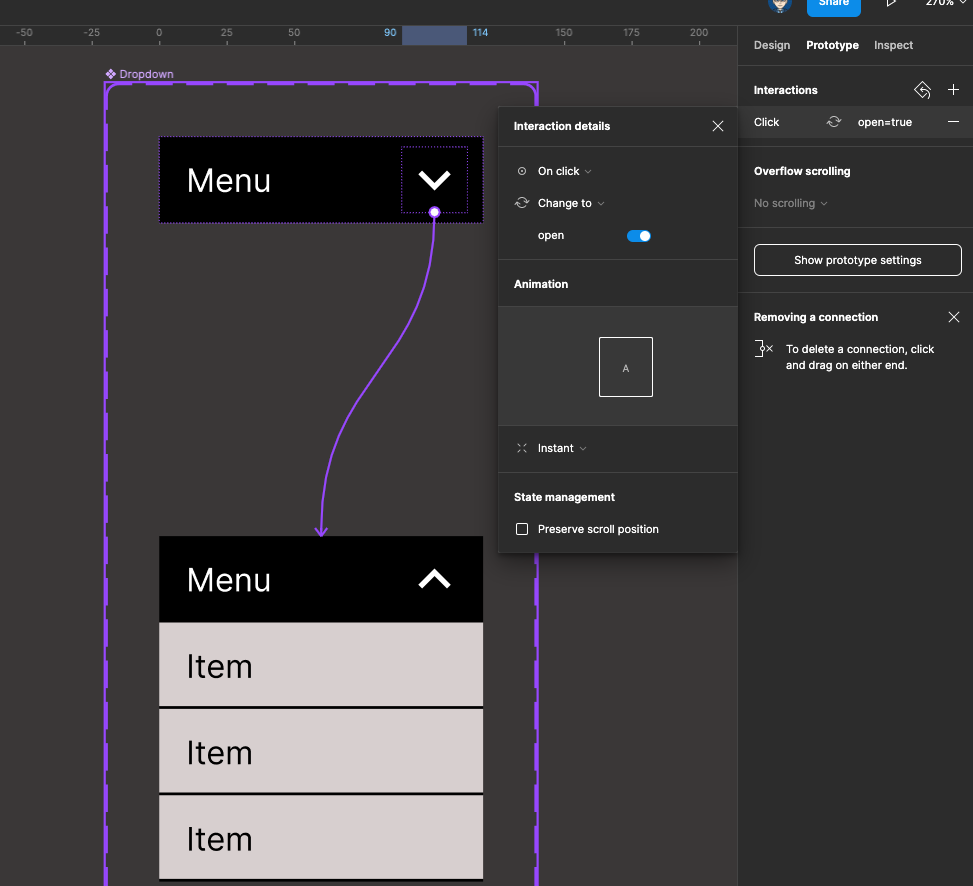 Share
270%
-50 -25 0 25 50 90 114 150 175 200
Design Prototype Inspect
Dropdown
Interactions
Click open=true
Menu
Interaction details
On click
Change to
open
Animation
A
Instant
State management
Preserve scroll position
Overflow scrolling
No scrolling
Show prototype settings
Removing a connection
To delete a connection, click
and drag on either end.
Menu
Item
Item
Item